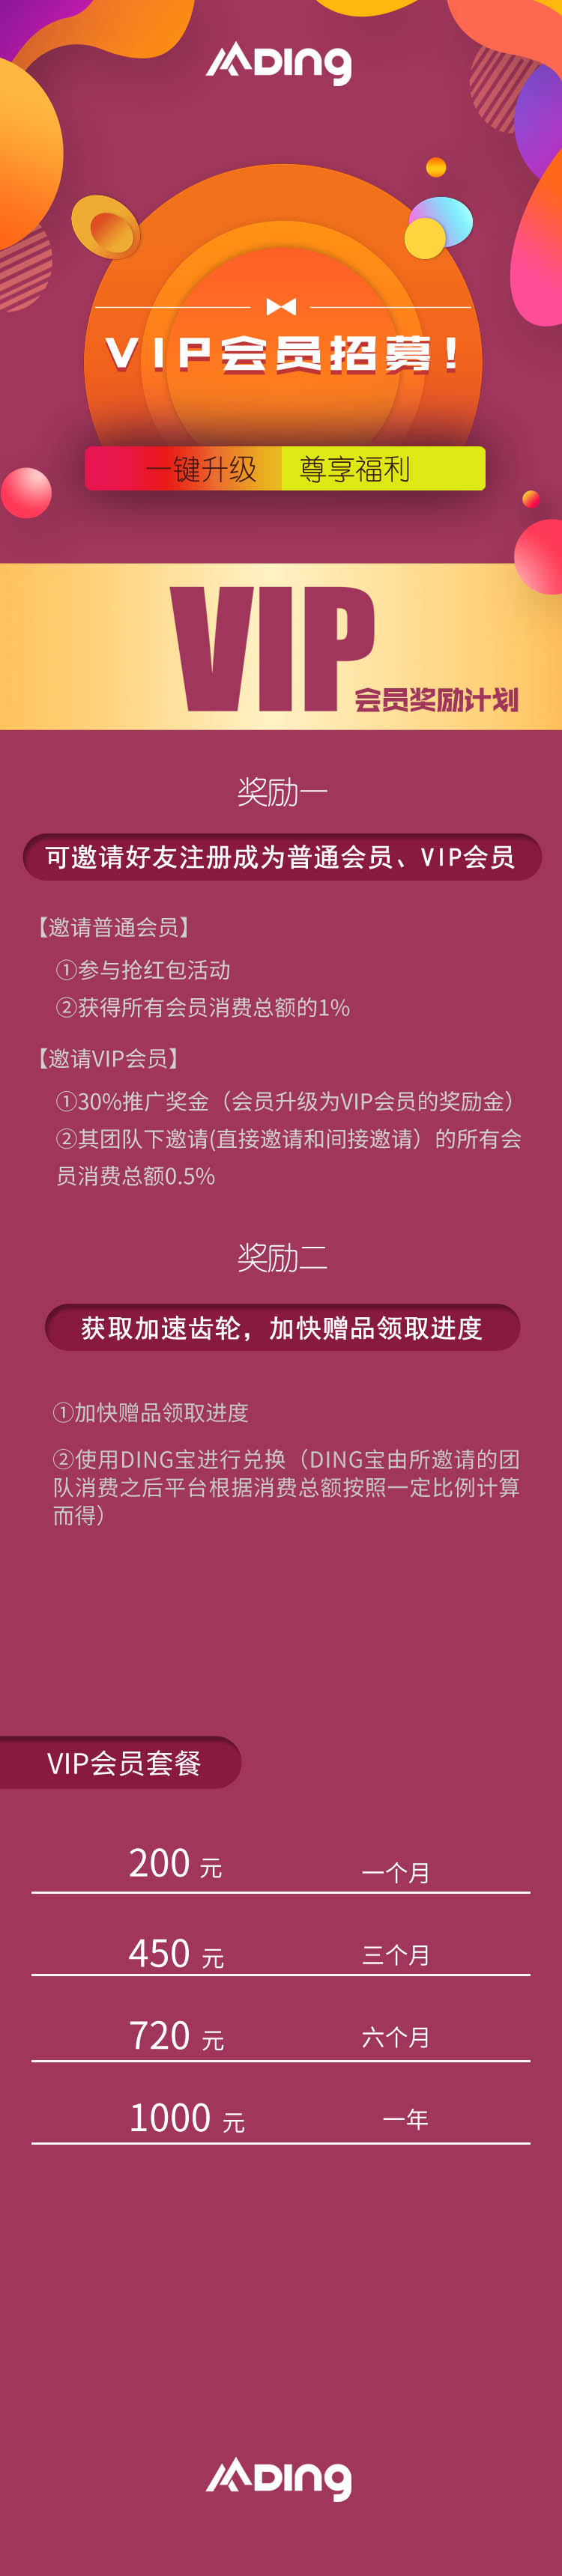 ADING
VIP会员招募!
一键升级 尊享福利
VIP
会员奖励计划
奖励一
可邀请好友注册成为普通会员、VIP会员
【邀请普通会员】
①参与抢红包活动
②获得所有会员消费总额的1%
【邀请VIP会员】
①30%推广奖金（会员升级为VIP会员的奖励金）
②其团队下邀请(直接邀请和间接邀请）的所有会
员消费总额0.5%
奖励二
获取加速齿轮，加快赠品领取进度
①加快赠品领取进度
②使用DING宝进行兑换（DING宝由所邀请的团
队消费之后平台根据消费总额按照一定比例计算
而得）
VIP会员套餐
200 元 一个月
450 元 三个月
720 元 六个月
1000 元 一年
ADING